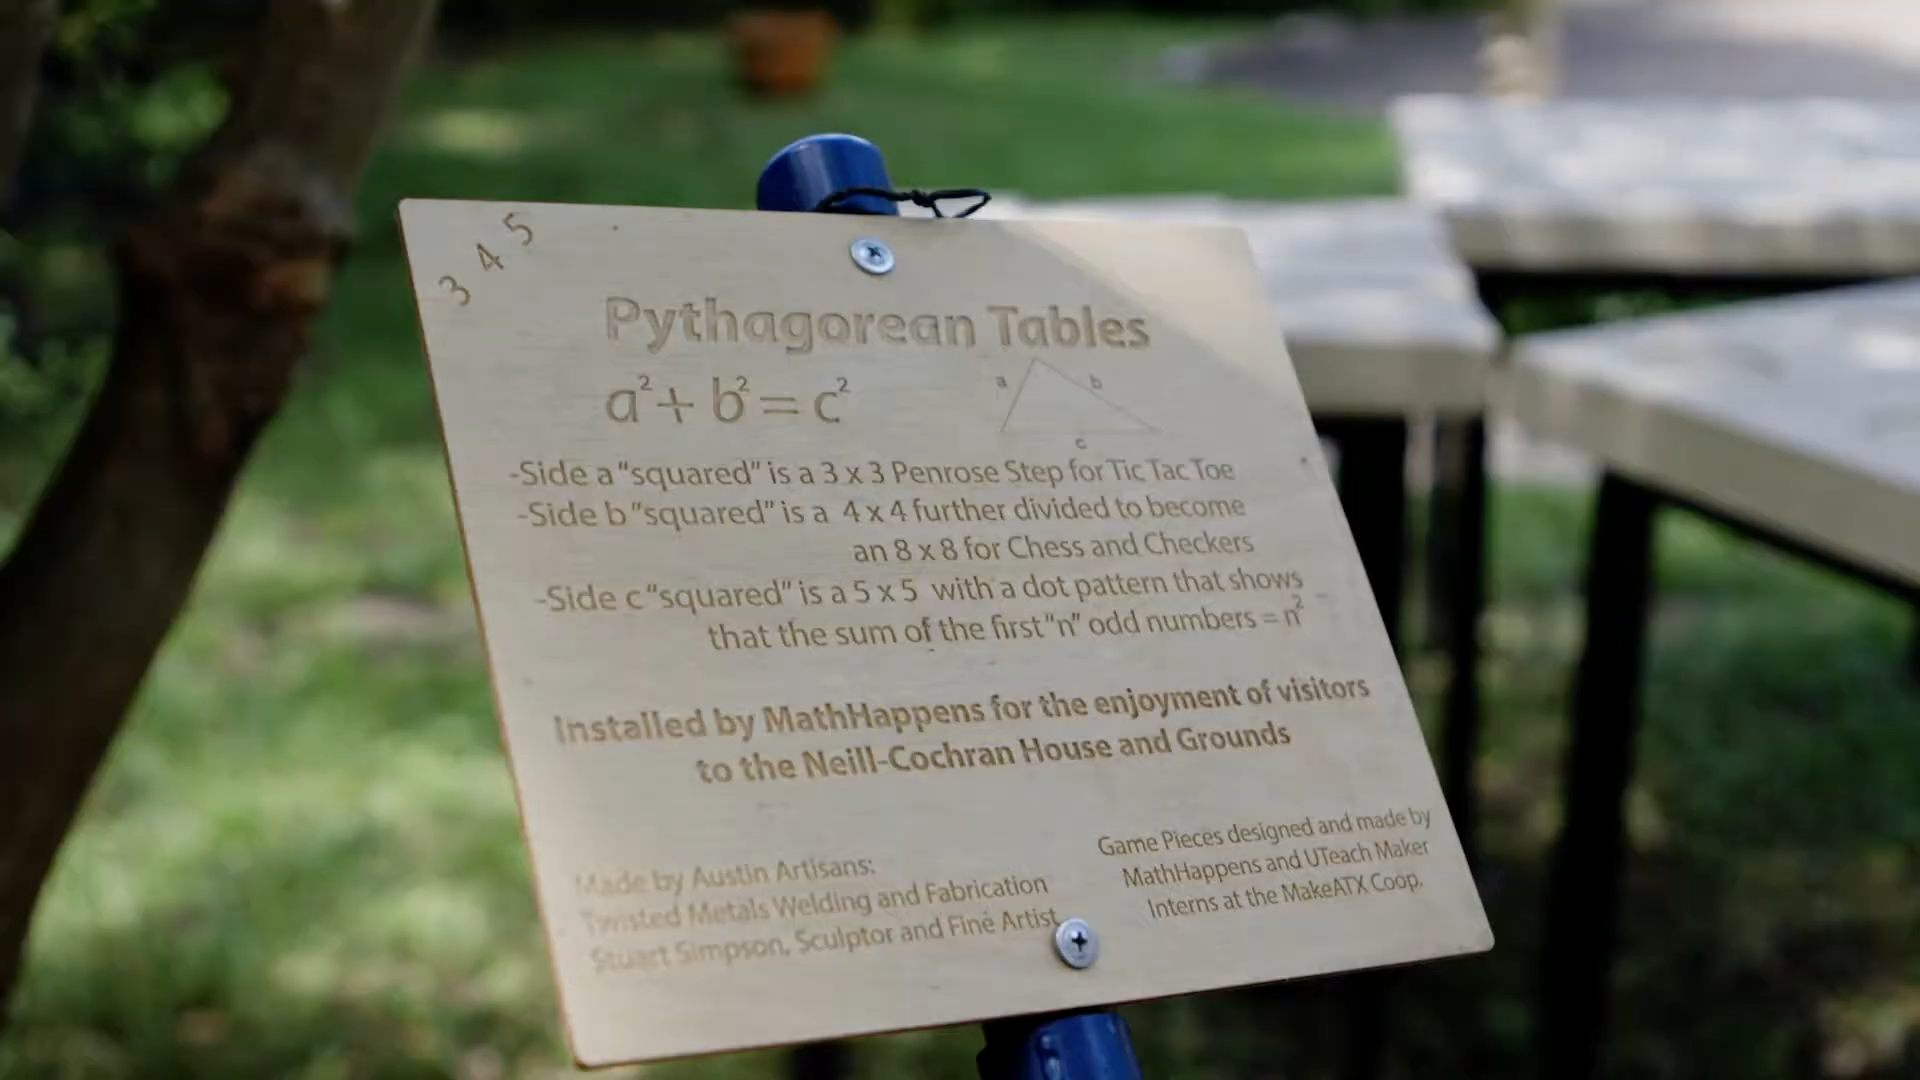 3 4 5
Pythagorean Tables
a² + b² = c²
a
b
c
-Side a "squared" is a 3 x 3 Penrose Step for Tic Tac Toe
-Side b "squared" is a 4 x 4 further divided to become
an 8 x 8 for Chess and Checkers
-Side c "squared" is a 5 x 5 with a dot pattern that shows
that the sum of the first "n" odd numbers = n²
Installed by MathHappens for the enjoyment of visitors
to the Neill-Cochran House and Grounds
Made by Austin Artisans:
Twisted Metals Welding and Fabrication
Stuart Simpson, Sculptor and Fine Artist
Game Pieces designed and made by
MathHappens and UTeach Maker
Interns at the MakeATX Coop.